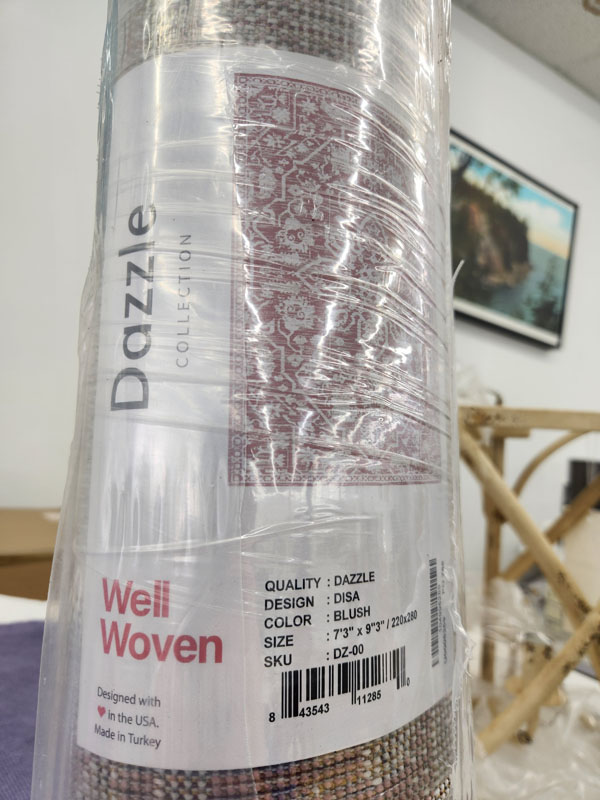 Dazzle
COLLECTION
Well
Woven
Designed with
♥ in the USA.
Made in Turkey
QUALITY : DAZZLE
DESIGN : DISA
COLOR : BLUSH
SIZE : 7'3" x 9"3" / 220x280
SKU : DZ-00
8 43543 11285 0